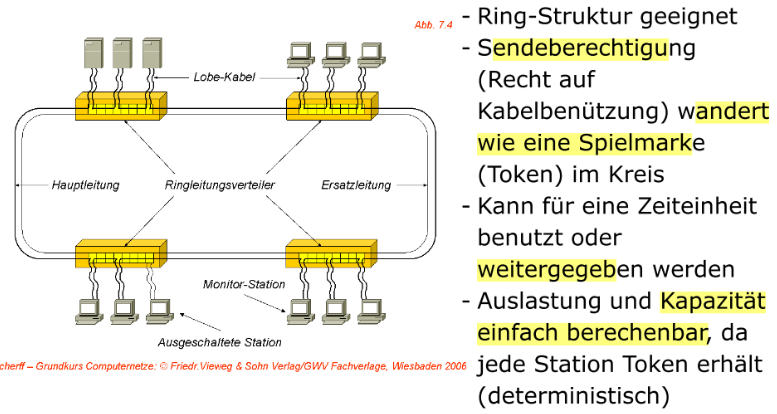 Abb. 7.4
Lobe-Kabel
Hauptleitung
Ringleitungsverteiler
Ersatzleitung
Monitor-Station
Ausgeschaltete Station
cherff – Grundkurs Computernetze; © Friedr.Vieweg & Sohn Verlag/GWV Fachverlage, Wiesbaden 2006
- Ring-Struktur geeignet
- Sendeberechtigung
(Recht auf
Kabelbenützung) wandert
wie eine Spielmarke
(Token) im Kreis
- Kann für eine Zeiteinheit
benutzt oder
weitergegeben werden
- Auslastung und Kapazität
einfach berechenbar, da
jede Station Token erhält
(deterministisch)